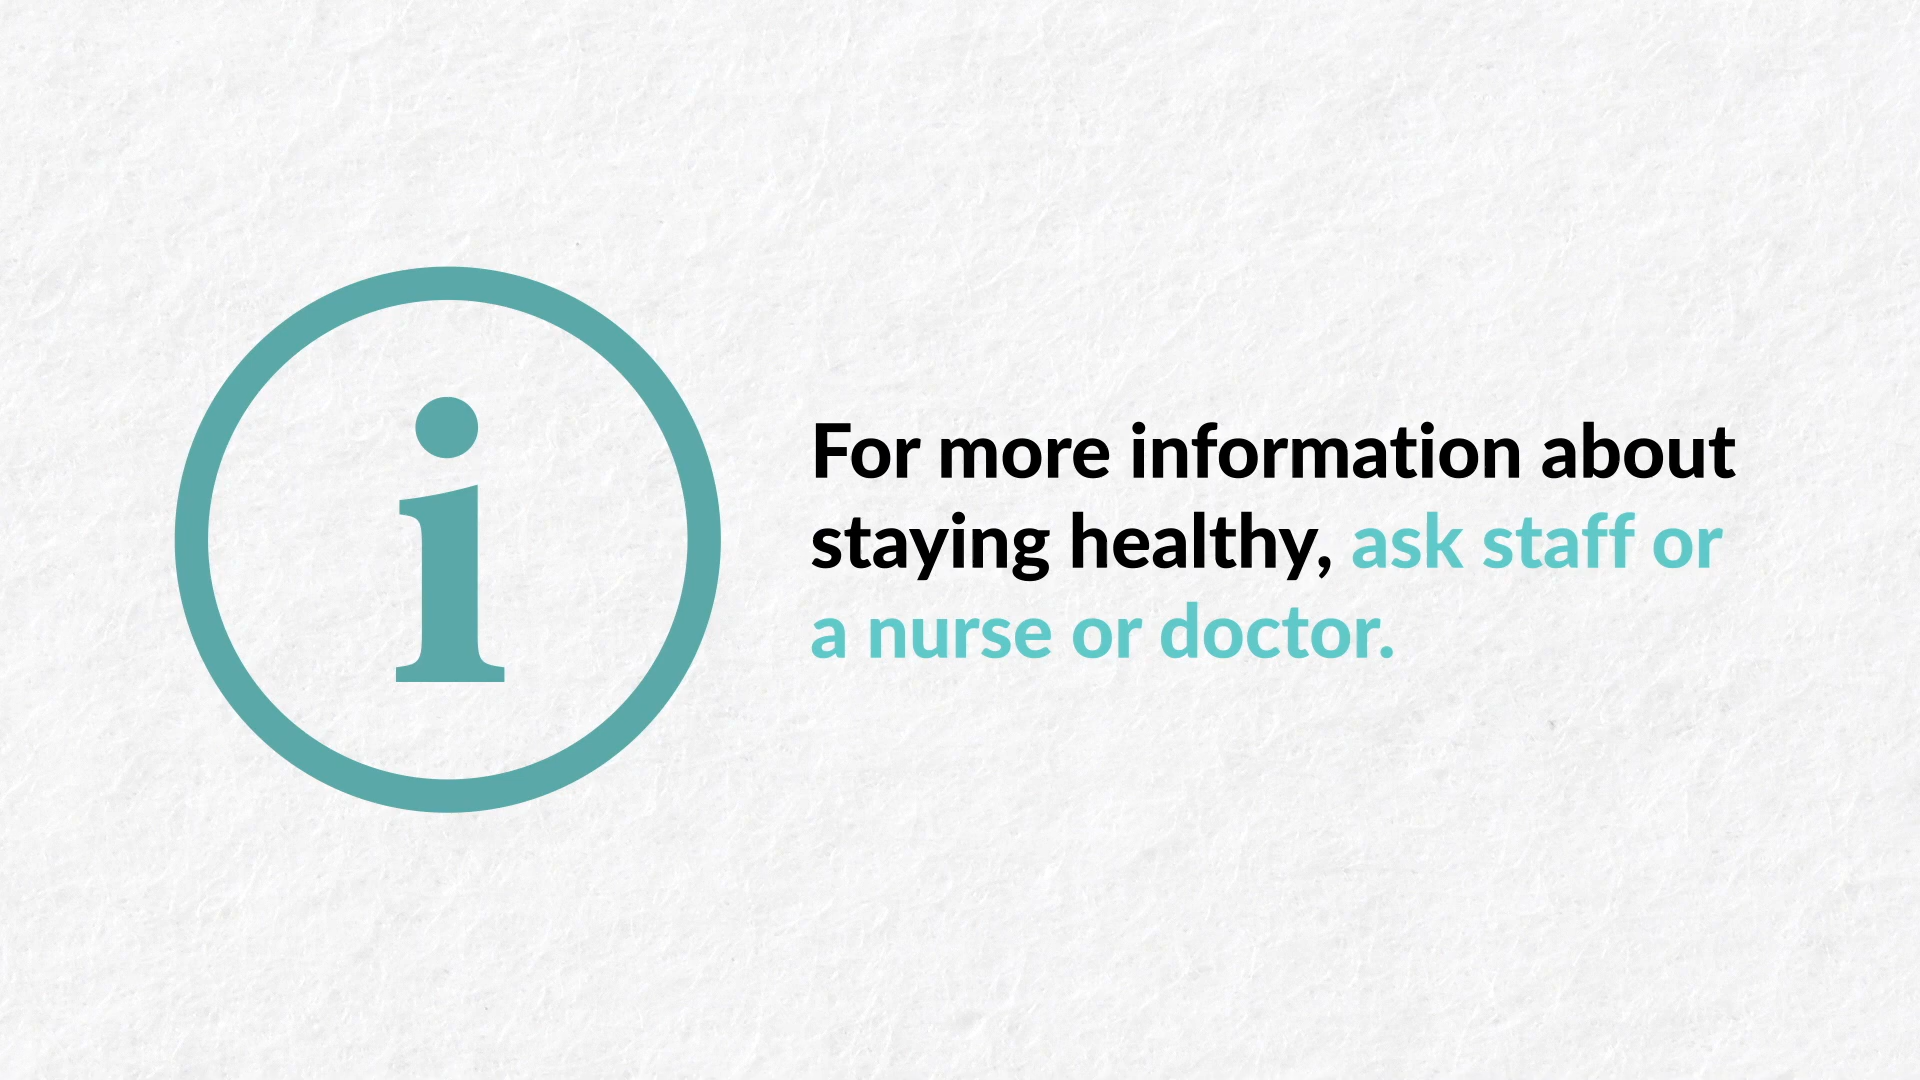 For more information about
staying healthy, ask staff or
a nurse or doctor.